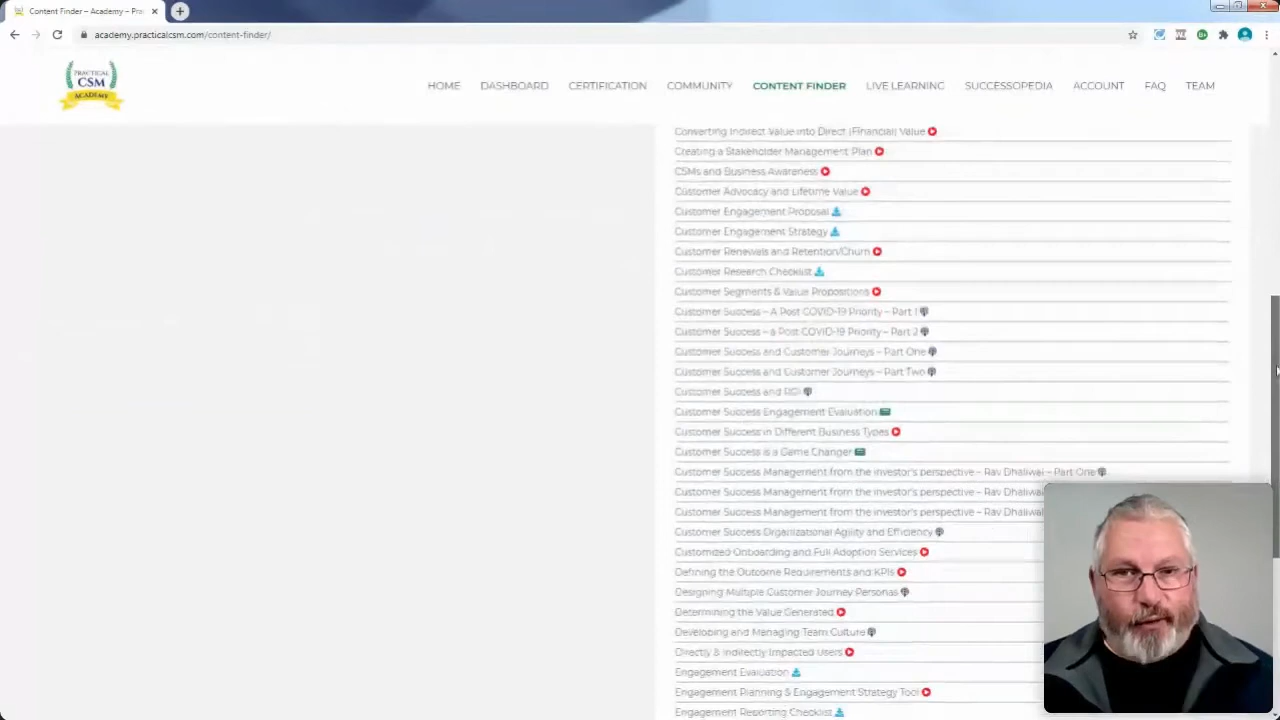 Content Finder – Academy – Pra
academy.practicalcsm.com/content-finder/
PRACTICAL
CSM
ACADEMY
HOME DASHBOARD CERTIFICATION COMMUNITY CONTENT FINDER LIVE LEARNING SUCCESSOPEDIA ACCOUNT FAQ TEAM
Converting Indirect Value into Direct (Financial) Value
Creating a Stakeholder Management Plan
CSMs and Business Awareness
Customer Advocacy and Lifetime Value
Customer Engagement Proposal
Customer Engagement Strategy
Customer Renewals and Retention/Churn
Customer Research Checklist
Customer Segments & Value Propositions
Customer Success – A Post COVID-19 Priority – Part 1
Customer Success – a Post COVID-19 Priority – Part 2
Customer Success and Customer Journeys – Part One
Customer Success and Customer Journeys – Part Two
Customer Success and ROI
Customer Success Engagement Evaluation
Customer Success in Different Business Types
Customer Success is a Game Changer
Customer Success Management from the investor's perspective – Rav Dhaliwal – Part One
Customer Success Management from the investor's perspective – Rav Dhaliwal
Customer Success Management from the investor's perspective – Rav Dhaliwal
Customer Success Organizational Agility and Efficiency
Customized Onboarding and Full Adoption Services
Defining the Outcome Requirements and KPIs
Designing Multiple Customer Journey Personas
Determining the Value Generated
Developing and Managing Team Culture
Directly & Indirectly Impacted Users
Engagement Evaluation
Engagement Planning & Engagement Strategy Tool
Engagement Reporting Checklist